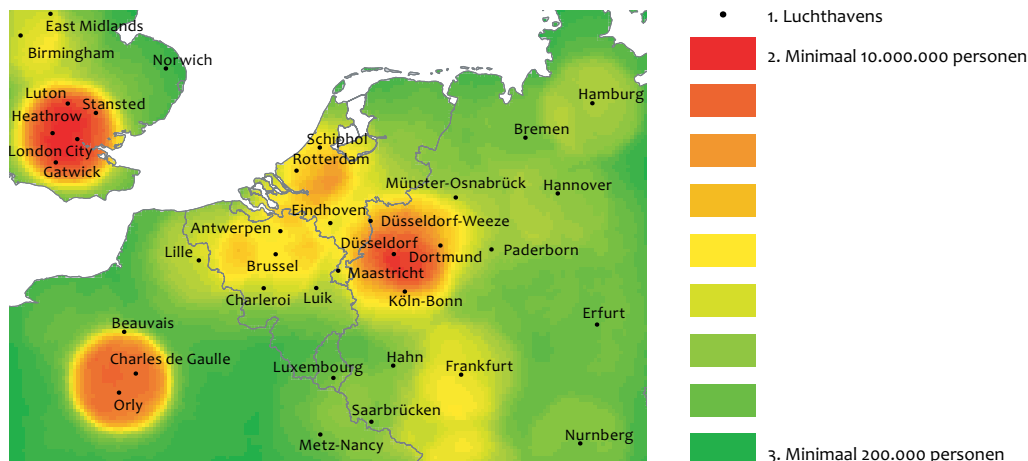 East Midlands
Birmingham
Norwich
Luton
Stansted
Heathrow
London City
Gatwick
Hamburg
Bremen
Schiphol
Rotterdam
Münster-Osnabrück
Hannover
Eindhoven
Düsseldorf-Weeze
Antwerpen
Düsseldorf
Lille
Brussel
Dortmund
Paderborn
Maastricht
Charleroi
Luik
Köln-Bonn
Beauvais
Erfurt
Charles de Gaulle
Hahn
Luxembourg
Frankfurt
Orly
Saarbrücken
Metz-Nancy
Nurnberg
1. Luchthavens
2. Minimaal 10.000.000 personen
3. Minimaal 200.000 personen